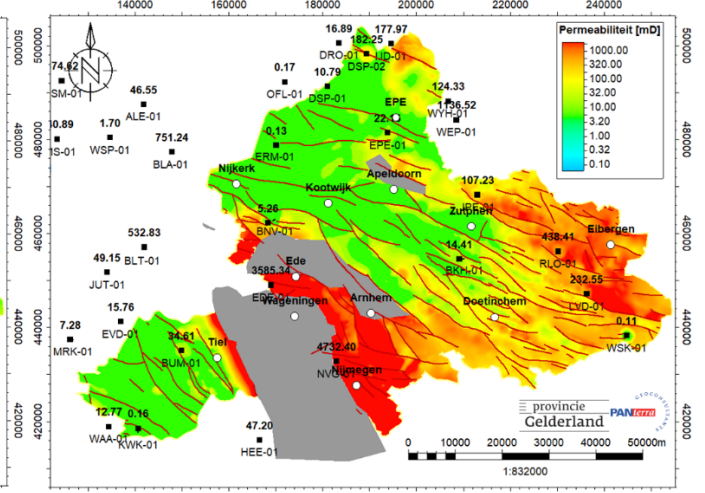 140000 160000 180000 200000 220000 240000
500000
480000
460000
440000
420000
500000
480000
460000
440000
420000
N
Permeabiliteit [mD]
1000.00
320.00
100.00
32.00
10.00
3.20
1.00
0.32
0.10
16.89
DRO-01
182.25
DSP-02
177.97
IJD-01
74.62
SM-01
0.17
OFL-01
10.79
DSP-01
EPE
124.33
WYH-01
1136.52
WEP-01
46.55
ALE-01
EPE-01
0.89
IS-01
1.70
WSP-01
751.24
BLA-01
0.13
ERM-01
Nijkerk
Kootwijk
Apeldoorn
107.23
Zutphen
5.26
BNV-01
Eibergen
438.41
RLO-01
532.83
BLT-01
14.41
BKH-01
49.15
JUT-01
Ede
3585.34
Wageningen
Arnhem
Doetinchem
232.55
LVD-01
15.76
EVD-01
7.28
MRK-01
34.61
BUM-01
Tiel
4732.40
Nijmegen
0.11
WSK-01
12.77
WAA-01
0.16
KWK-01
47.20
HEE-01
provincie
Gelderland
PANterra
GEOCONSULTANTS
0 10000 20000 30000 40000 50000m
1:832000